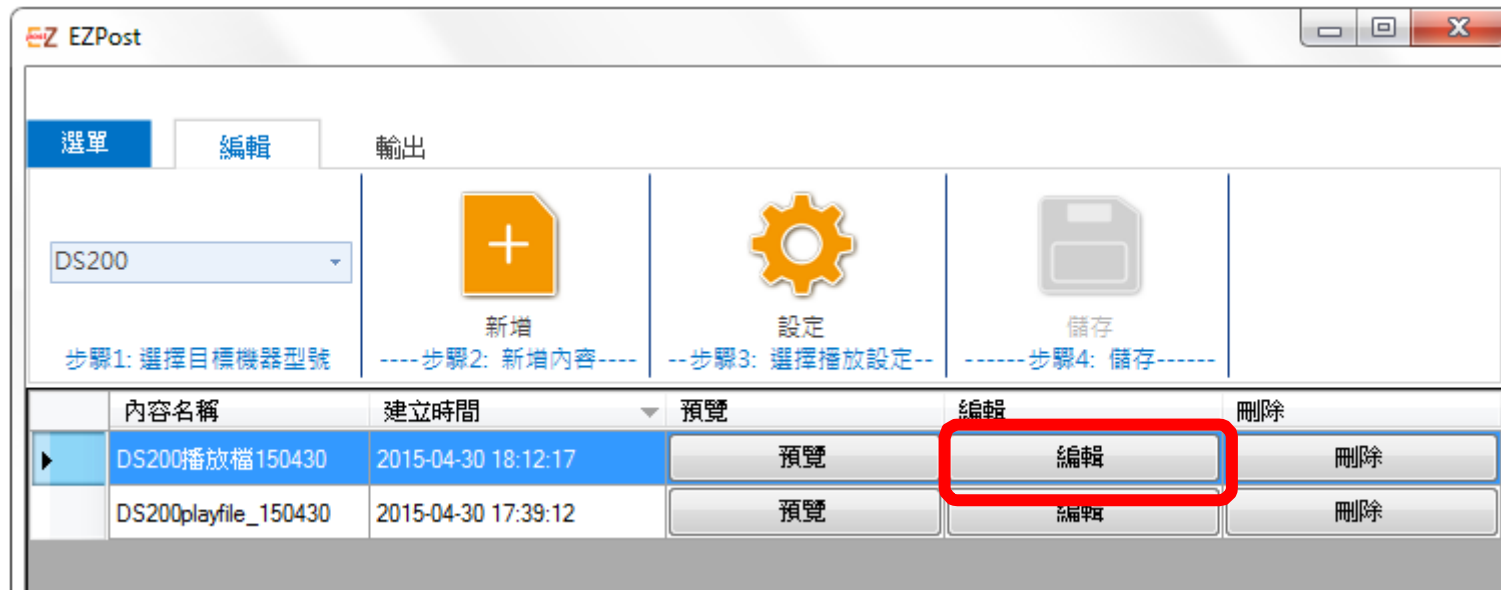 EZ EZPost
選單 編輯 輸出
DS200
新增 設定 儲存
步驟1: 選擇目標機器型號 ----步驟2: 新增內容---- --步驟3: 選擇播放設定-- ------步驟4: 儲存------
內容名稱 建立時間 預覽 編輯 刪除
DS200播放檔150430 2015-04-30 18:12:17 預覽 編輯 刪除
DS200playfile_150430 2015-04-30 17:39:12 預覽 編輯 刪除